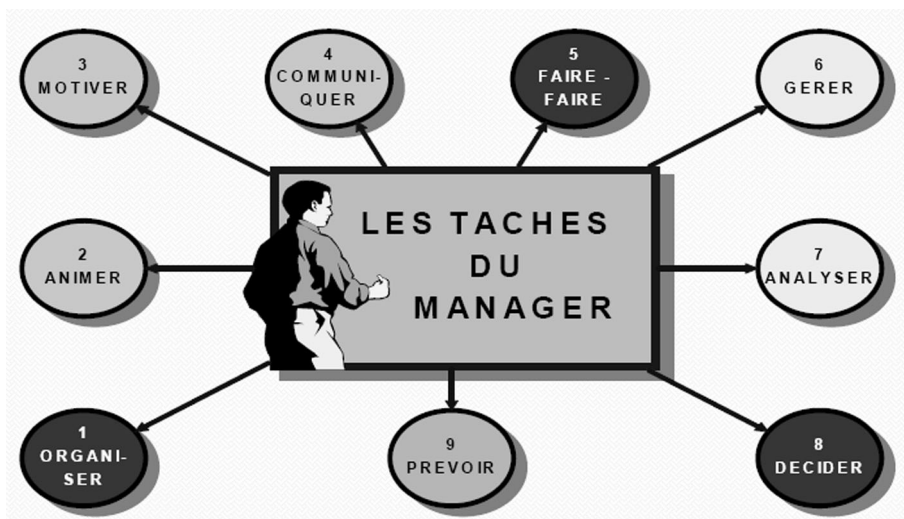 3
MOTIVER
4
COMMUNI-
QUER
5
FAIRE -
FAIRE
6
GERER
LES TACHES
DU
MANAGER
2
ANIMER
7
ANALYSER
1
ORGANI-
SER
9
PREVOIR
8
DECIDER